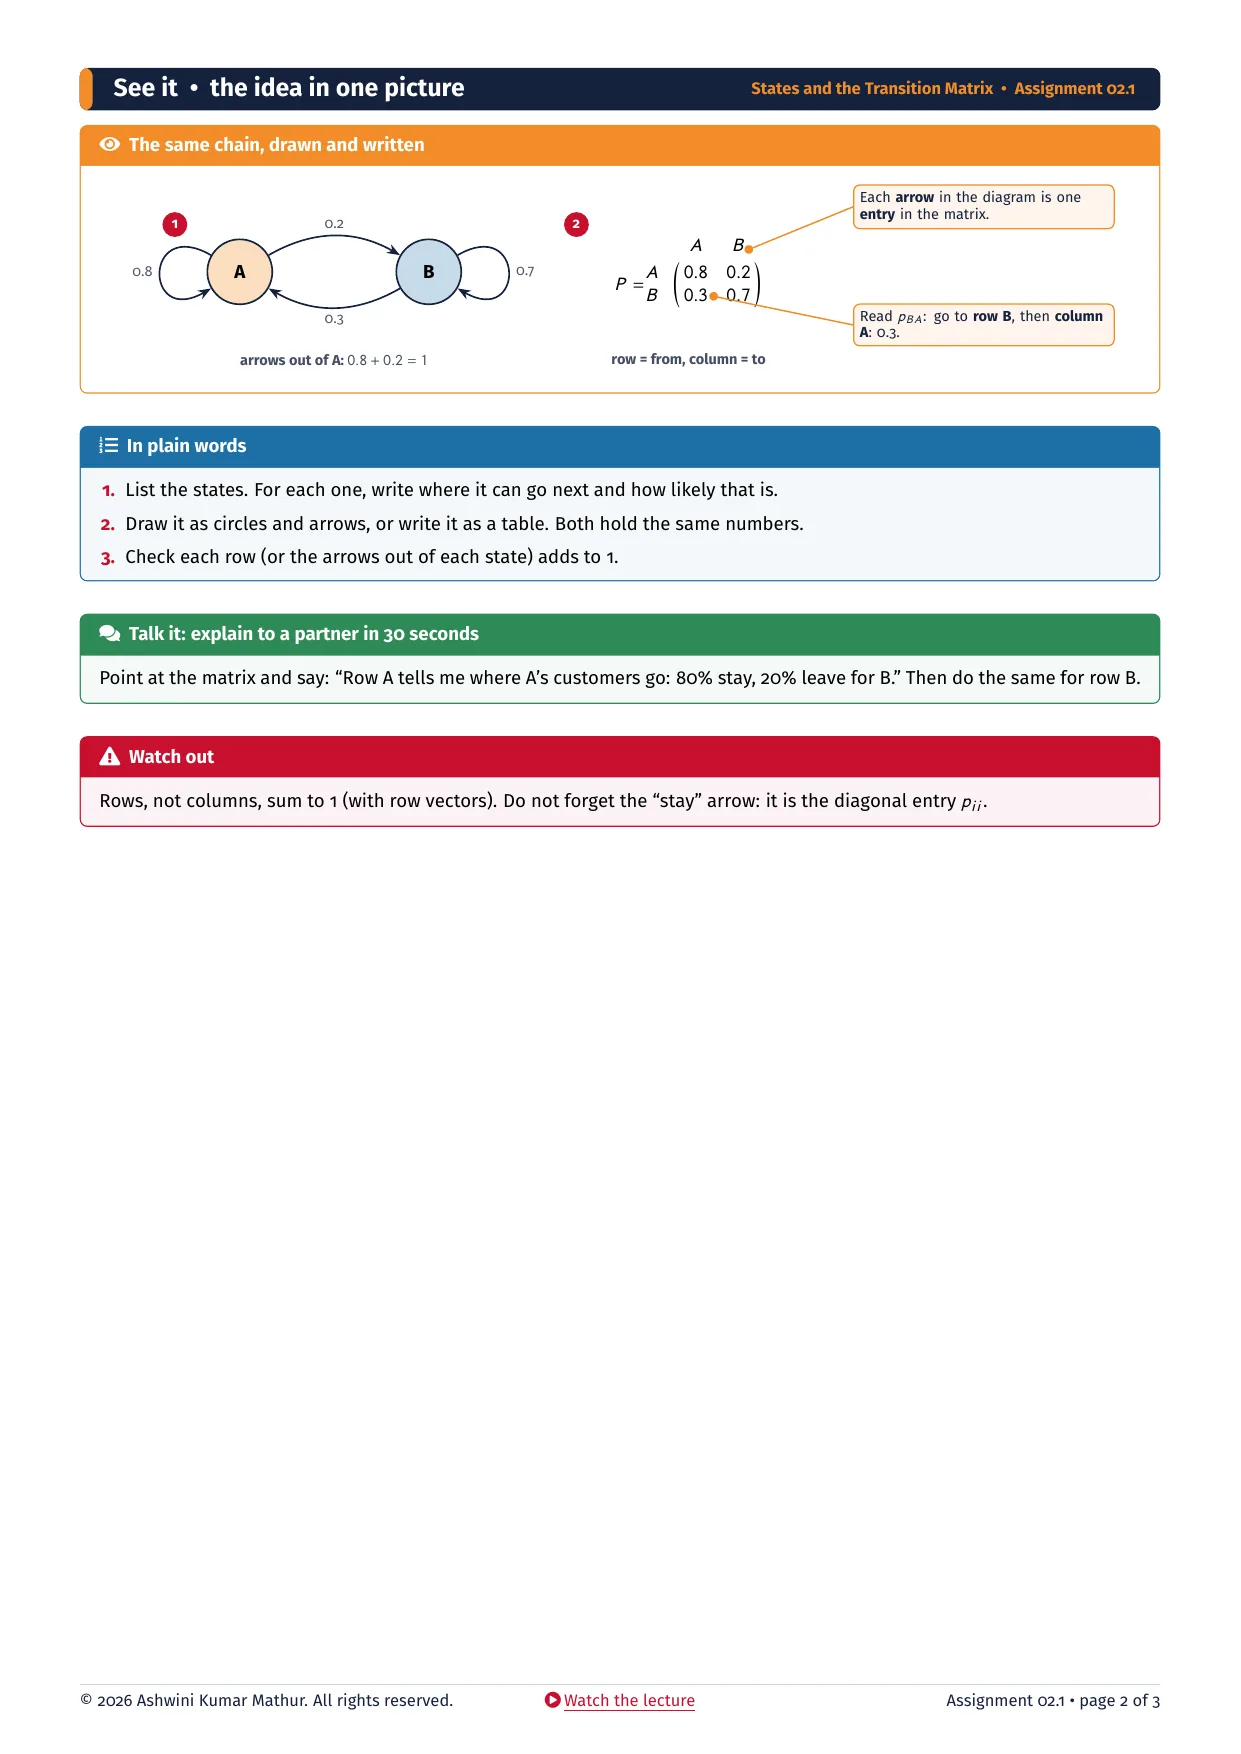 See it • the idea in one picture
States and the Transition Matrix • Assignment 02.1
The same chain, drawn and written
1
0.2
0.8
A
B
0.7
0.3
arrows out of A: 0.8 + 0.2 = 1
2
A B
P = A (0.8 0.2
B 0.3 0.7)
row = from, column = to
Each arrow in the diagram is one
entry in the matrix.
Read p_{BA}: go to row B, then column
A: 0.3.
In plain words
1. List the states. For each one, write where it can go next and how likely that is.
2. Draw it as circles and arrows, or write it as a table. Both hold the same numbers.
3. Check each row (or the arrows out of each state) adds to 1.
Talk it: explain to a partner in 30 seconds
Point at the matrix and say: “Row A tells me where A’s customers go: 80% stay, 20% leave for B.” Then do the same for row B.
Watch out
Rows, not columns, sum to 1 (with row vectors). Do not forget the “stay” arrow: it is the diagonal entry p_{ii}.
© 2026 Ashwini Kumar Mathur. All rights reserved.
Watch the lecture
Assignment 02.1 • page 2 of 3